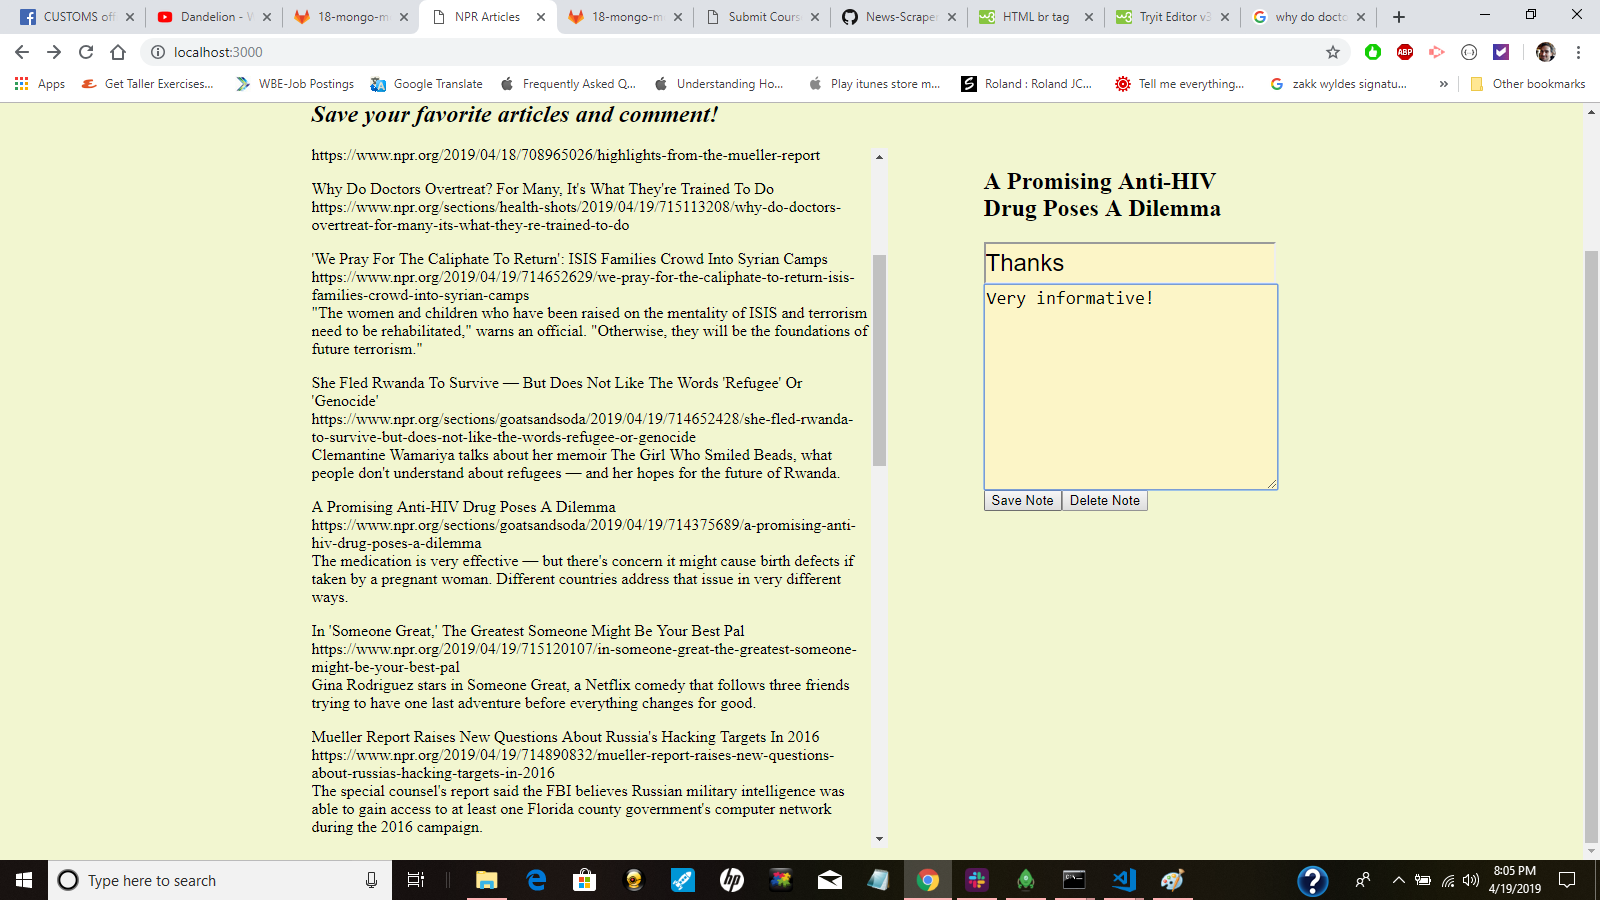 CUSTOMS off
Dandelion - W
18-mongo-m
NPR Articles
18-mongo-m
Submit Cours
News-Scraper
HTML br tag
Tryit Editor v3
why do docto
localhost:3000
ABP
Apps
Get Taller Exercises...
WBE-Job Postings
Google Translate
Frequently Asked Q...
Understanding Ho...
Play itunes store m...
Roland : Roland JC...
Tell me everything...
zakk wyldes signatu...
»
Other bookmarks
Save your favorite articles and comment!
https://www.npr.org/2019/04/18/708965026/highlights-from-the-mueller-report
Why Do Doctors Overtreat? For Many, It's What They're Trained To Do
https://www.npr.org/sections/health-shots/2019/04/19/715113208/why-do-doctors-
overtreat-for-many-its-what-they-re-trained-to-do
'We Pray For The Caliphate To Return': ISIS Families Crowd Into Syrian Camps
https://www.npr.org/2019/04/19/714652629/we-pray-for-the-caliphate-to-return-isis-
families-crowd-into-syrian-camps
"The women and children who have been raised on the mentality of ISIS and terrorism
need to be rehabilitated," warns an official. "Otherwise, they will be the foundations of
future terrorism."
She Fled Rwanda To Survive — But Does Not Like The Words 'Refugee' Or
'Genocide'
https://www.npr.org/sections/goatsandsoda/2019/04/19/714652428/she-fled-rwanda-
to-survive-but-does-not-like-the-words-refugee-or-genocide
Clemantine Wamariya talks about her memoir The Girl Who Smiled Beads, what
people don't understand about refugees — and her hopes for the future of Rwanda.
A Promising Anti-HIV Drug Poses A Dilemma
https://www.npr.org/sections/goatsandsoda/2019/04/19/714375689/a-promising-anti-
hiv-drug-poses-a-dilemma
The medication is very effective — but there's concern it might cause birth defects if
taken by a pregnant woman. Different countries address that issue in very different
ways.
In 'Someone Great,' The Greatest Someone Might Be Your Best Pal
https://www.npr.org/2019/04/19/715120107/in-someone-great-the-greatest-someone-
might-be-your-best-pal
Gina Rodriguez stars in Someone Great, a Netflix comedy that follows three friends
trying to have one last adventure before everything changes for good.
Mueller Report Raises New Questions About Russia's Hacking Targets In 2016
https://www.npr.org/2019/04/19/714890832/mueller-report-raises-new-questions-
about-russias-hacking-targets-in-2016
The special counsel's report said the FBI believes Russian military intelligence was
able to gain access to at least one Florida county government's computer network
during the 2016 campaign.
A Promising Anti-HIV
Drug Poses A Dilemma
Thanks
Very informative!
Save Note
Delete Note
Type here to search
hp
8:05 PM
4/19/2019